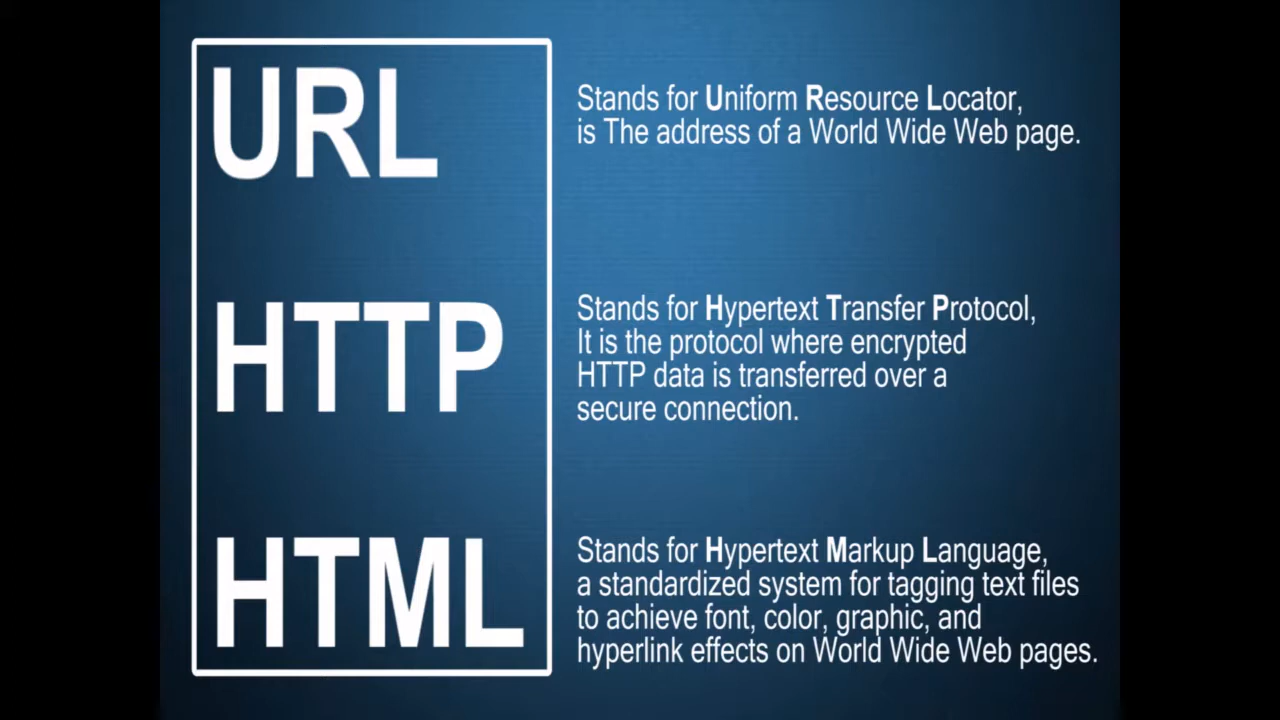 URL
Stands for Uniform Resource Locator,
is The address of a World Wide Web page.
HTTP
Stands for Hypertext Transfer Protocol,
It is the protocol where encrypted
HTTP data is transferred over a
secure connection.
HTML
Stands for Hypertext Markup Language,
a standardized system for tagging text files
to achieve font, color, graphic, and
hyperlink effects on World Wide Web pages.